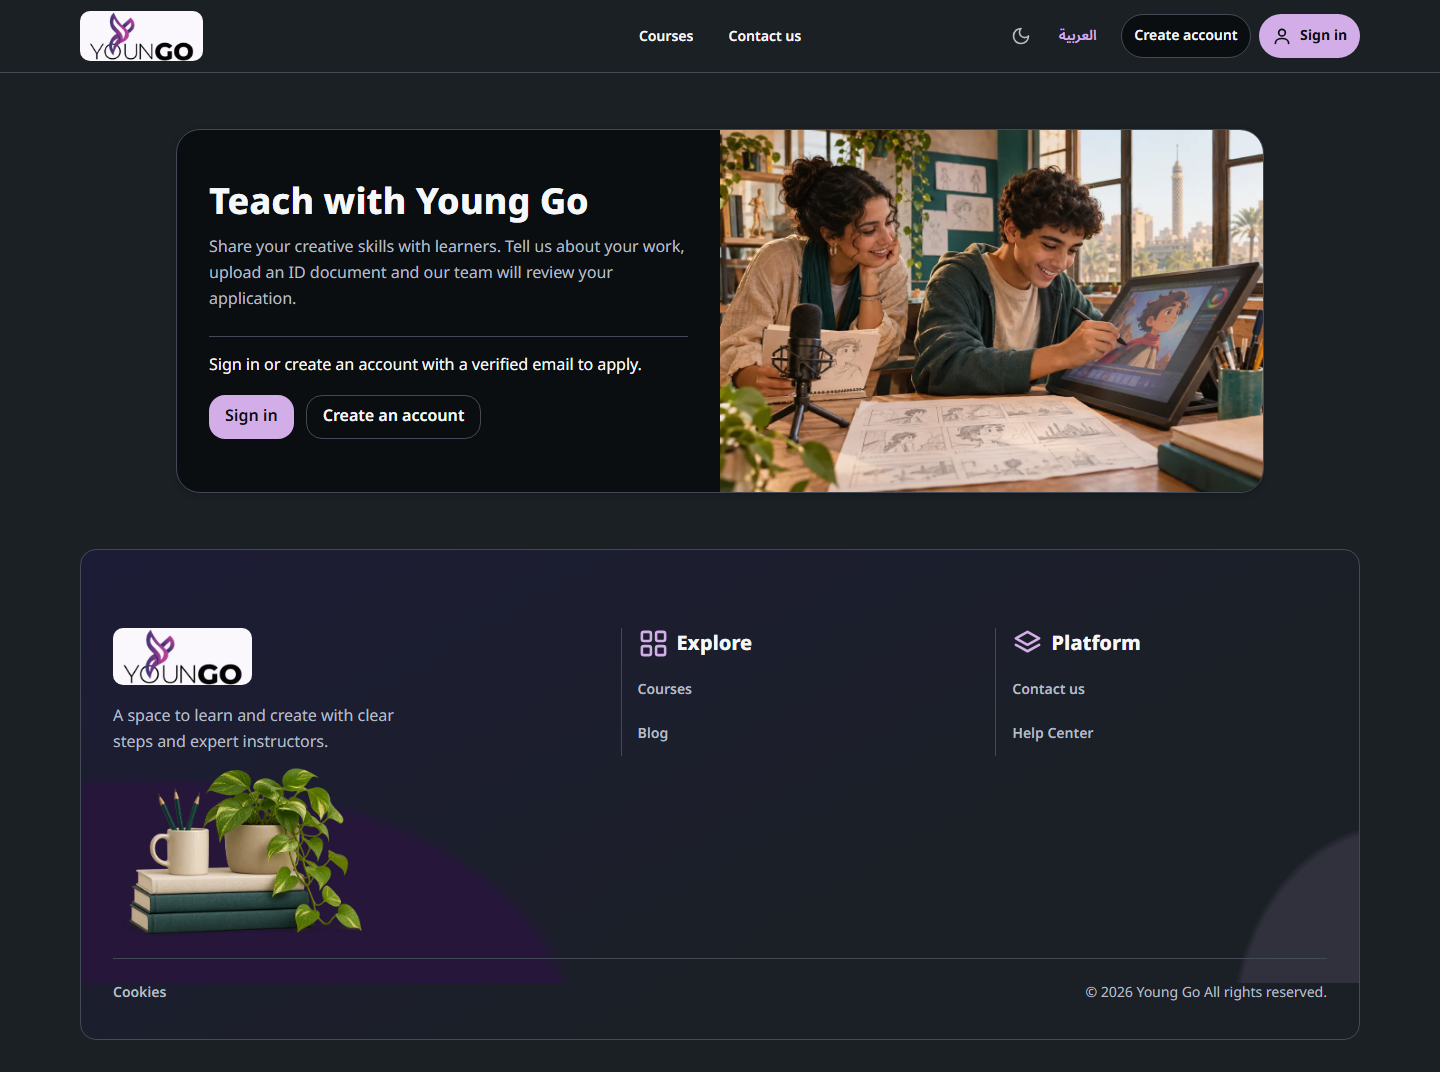 YOUNGO
Courses
Contact us
العربية
Create account
Sign in
Teach with Young Go
Share your creative skills with learners. Tell us about your work,
upload an ID document and our team will review your
application.
Sign in or create an account with a verified email to apply.
Sign in
Create an account
YOUNGO
A space to learn and create with clear
steps and expert instructors.
Explore
Courses
Blog
Platform
Contact us
Help Center
Cookies
© 2026 Young Go All rights reserved.